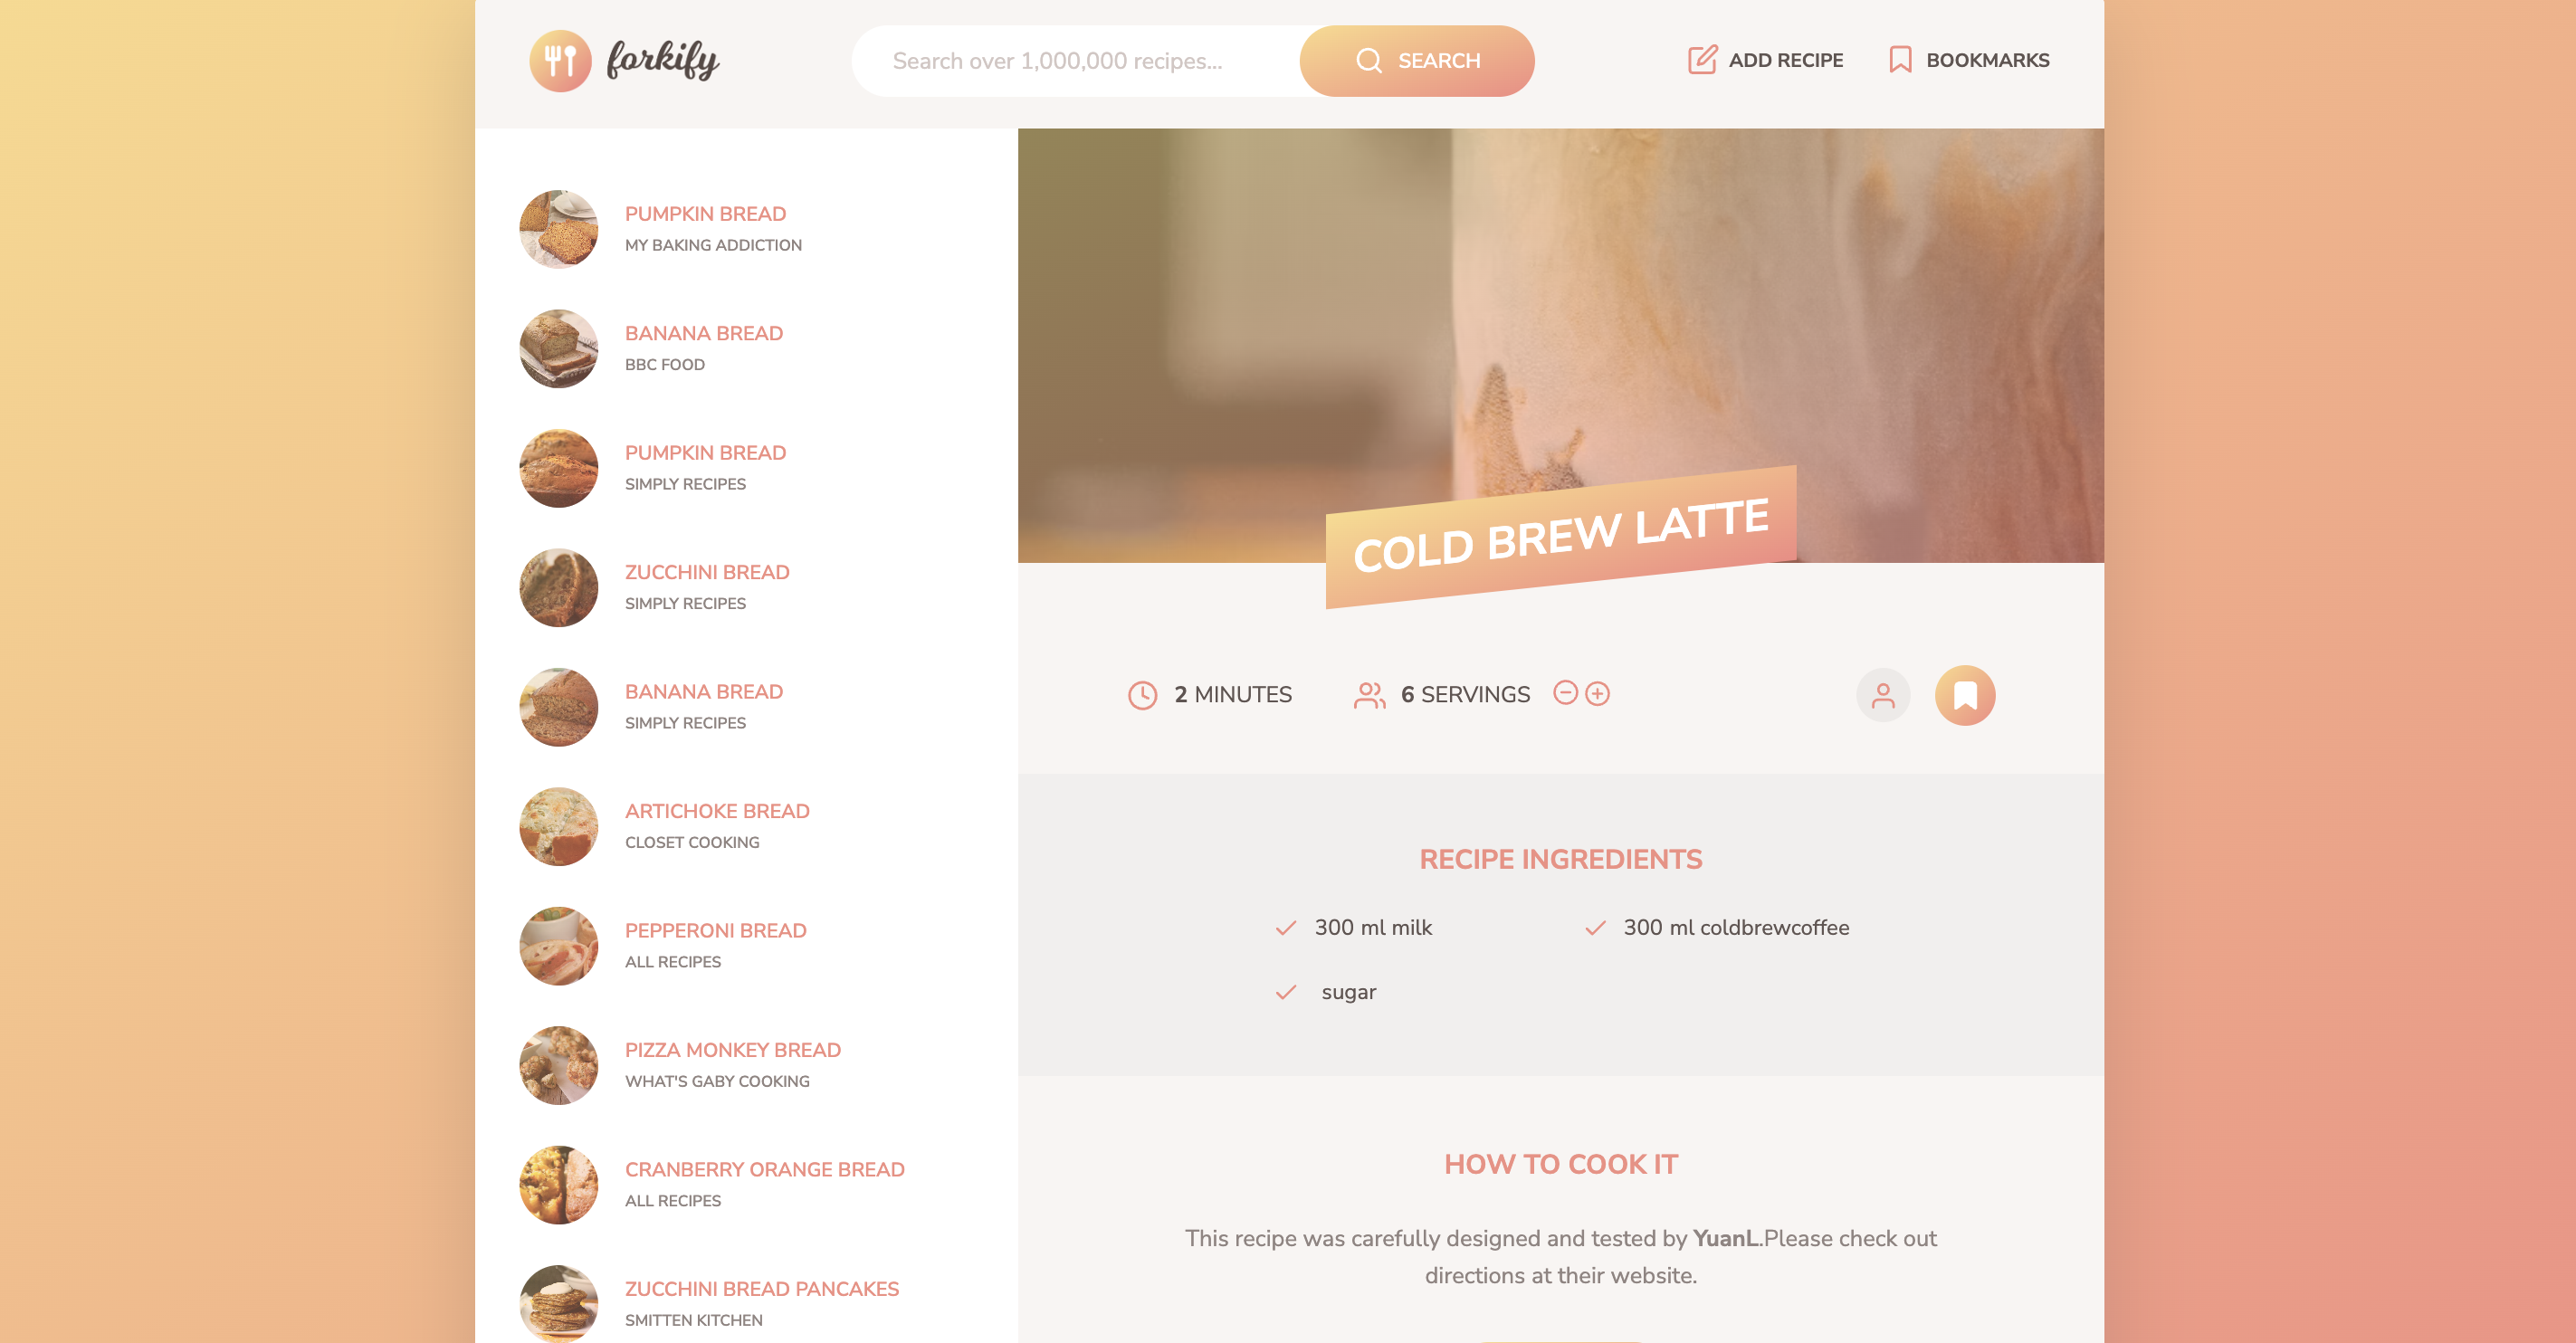 forkify
Search over 1,000,000 recipes...
SEARCH
ADD RECIPE
BOOKMARKS
PUMPKIN BREAD
MY BAKING ADDICTION
BANANA BREAD
BBC FOOD
PUMPKIN BREAD
SIMPLY RECIPES
ZUCCHINI BREAD
SIMPLY RECIPES
BANANA BREAD
SIMPLY RECIPES
ARTICHOKE BREAD
CLOSET COOKING
PEPPERONI BREAD
ALL RECIPES
PIZZA MONKEY BREAD
WHAT'S GABY COOKING
CRANBERRY ORANGE BREAD
ALL RECIPES
ZUCCHINI BREAD PANCAKES
SMITTEN KITCHEN
COLD BREW LATTE
2 MINUTES
6 SERVINGS
RECIPE INGREDIENTS
300 ml milk
300 ml coldbrewcoffee
sugar
HOW TO COOK IT
This recipe was carefully designed and tested by YuanL.Please check out
directions at their website.